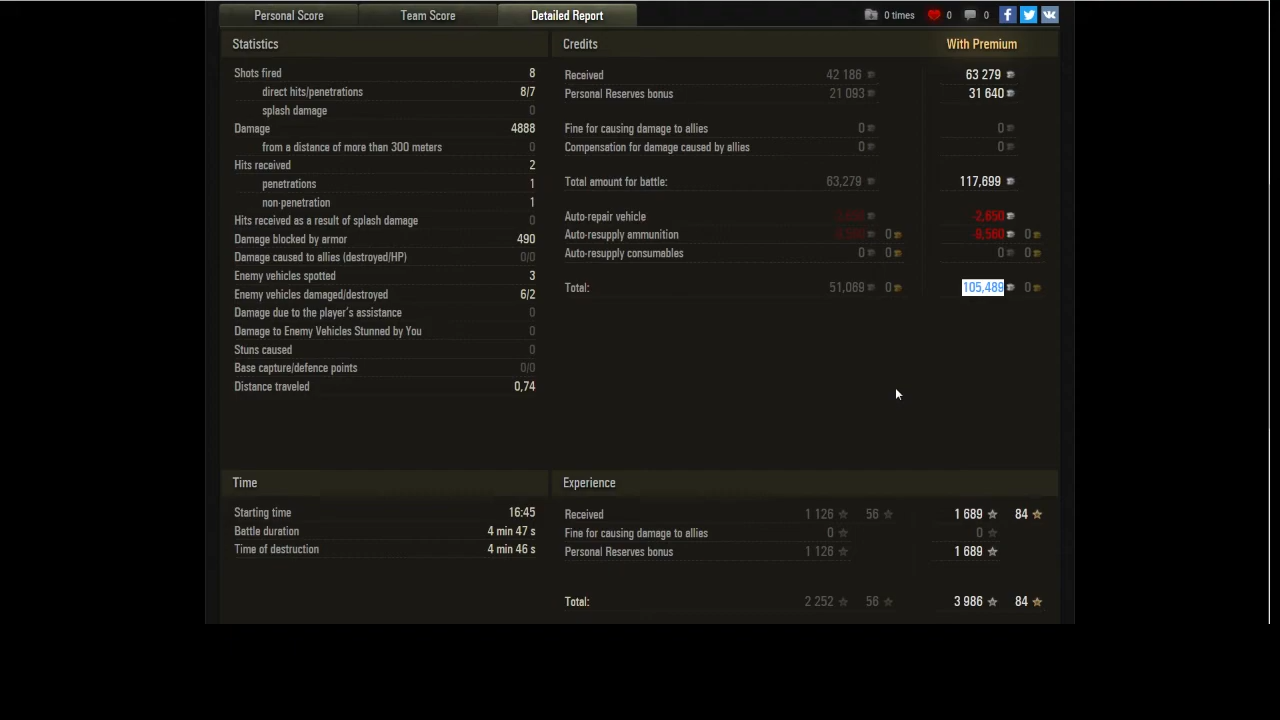 Personal Score Team Score Detailed Report 0 times 0 0
Statistics
Shots fired 8
direct hits/penetrations 8/7
splash damage 0
Damage 4888
from a distance of more than 300 meters 0
Hits received 2
penetrations 1
non-penetration 1
Hits received as a result of splash damage 0
Damage blocked by armor 490
Damage caused to allies (destroyed/HP) 0/0
Enemy vehicles spotted 3
Enemy vehicles damaged/destroyed 6/2
Damage due to the player's assistance 0
Damage to Enemy Vehicles Stunned by You 0
Stuns caused 0
Base capture/defence points 0/0
Distance traveled 0,74
Credits With Premium
Received 42 186 63 279
Personal Reserves bonus 21 093 31 640
Fine for causing damage to allies 0 0
Compensation for damage caused by allies 0 0
Total amount for battle: 63,279 117,699
Auto-repair vehicle -2,650
Auto-resupply ammunition 0 -9,560 0
Auto-resupply consumables 0 0 0 0
Total: 51,069 0 105,489 0
Time
Starting time 16:45
Battle duration 4 min 47 s
Time of destruction 4 min 46 s
Experience
Received 1 126 56 1 689 84
Fine for causing damage to allies 0 0
Personal Reserves bonus 1 126 1 689
Total: 2 252 56 3 986 84